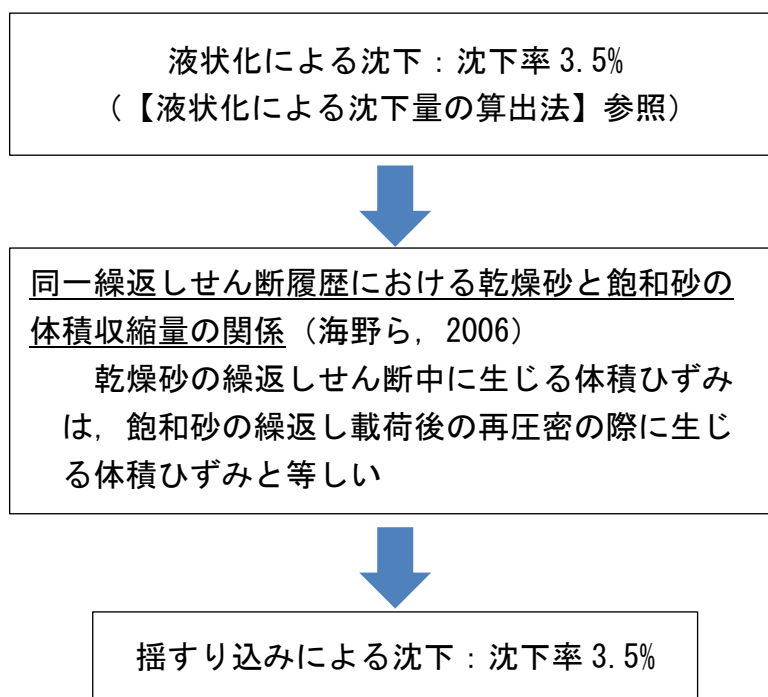 液状化による沈下：沈下率 3.5%
（【液状化による沈下量の算出法】参照）
同一繰返しせん断履歴における乾燥砂と飽和砂の
体積収縮量の関係（海野ら，2006）
乾燥砂の繰返しせん断中に生じる体積ひずみ
は，飽和砂の繰返し載荷後の再圧密の際に生じ
る体積ひずみと等しい
揺すり込みによる沈下：沈下率 3.5%